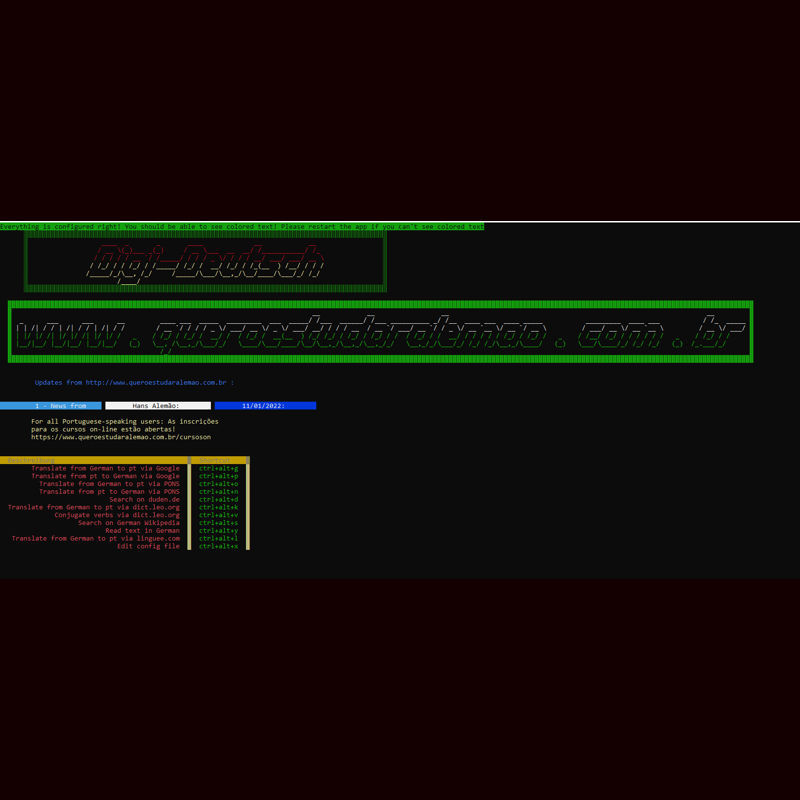 Everything is configured right! You should be able to see colored text! Please restart the app if you can't see colored text
www.queroestudaralemao.com.br
Updates from http://www.queroestudaralemao.com.br :
1 – News from Hans Alemão: 11/01/2022:
For all Portuguese-speaking users: As inscrições
para os cursos on-line estão abertas!
https://www.queroestudaralemao.com.br/cursoson
Beschreibung Shortcut
Translate from German to pt via Google ctrl+alt+g
Translate from pt to German via Google ctrl+alt+p
Translate from German to pt via PONS ctrl+alt+o
Translate from pt to German via PONS ctrl+alt+n
Search on duden.de ctrl+alt+d
Translate from German to pt via dict.leo.org ctrl+alt+k
Conjugate verbs via dict.leo.org ctrl+alt+v
Search on German Wikipedia ctrl+alt+s
Read text in German ctrl+alt+y
Translate from German to pt via linguee.com ctrl+alt+l
Edit config file ctrl+alt+x